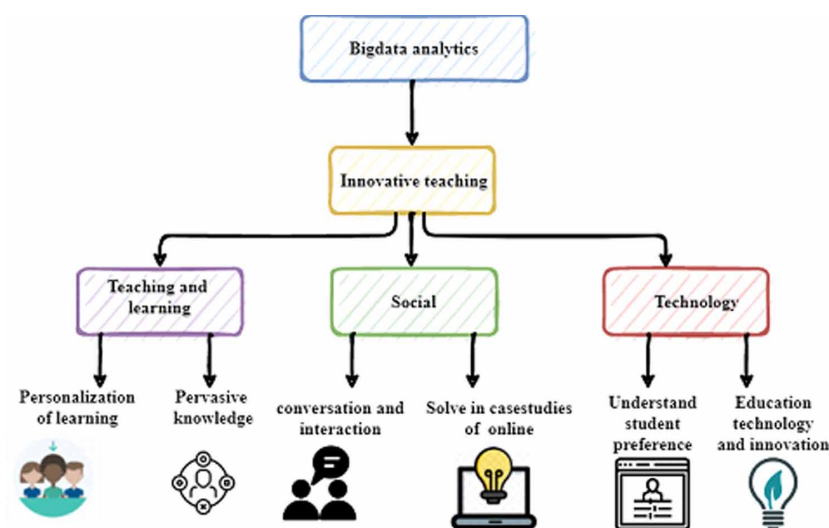 Bigdata analytics
Innovative teaching
Teaching and
learning
Social
Technology
Personalization
of learning
Pervasive
knowledge
conversation and
interaction
Solve in casestudies
of online
Understand
student
preference
Education
technology
and innovation